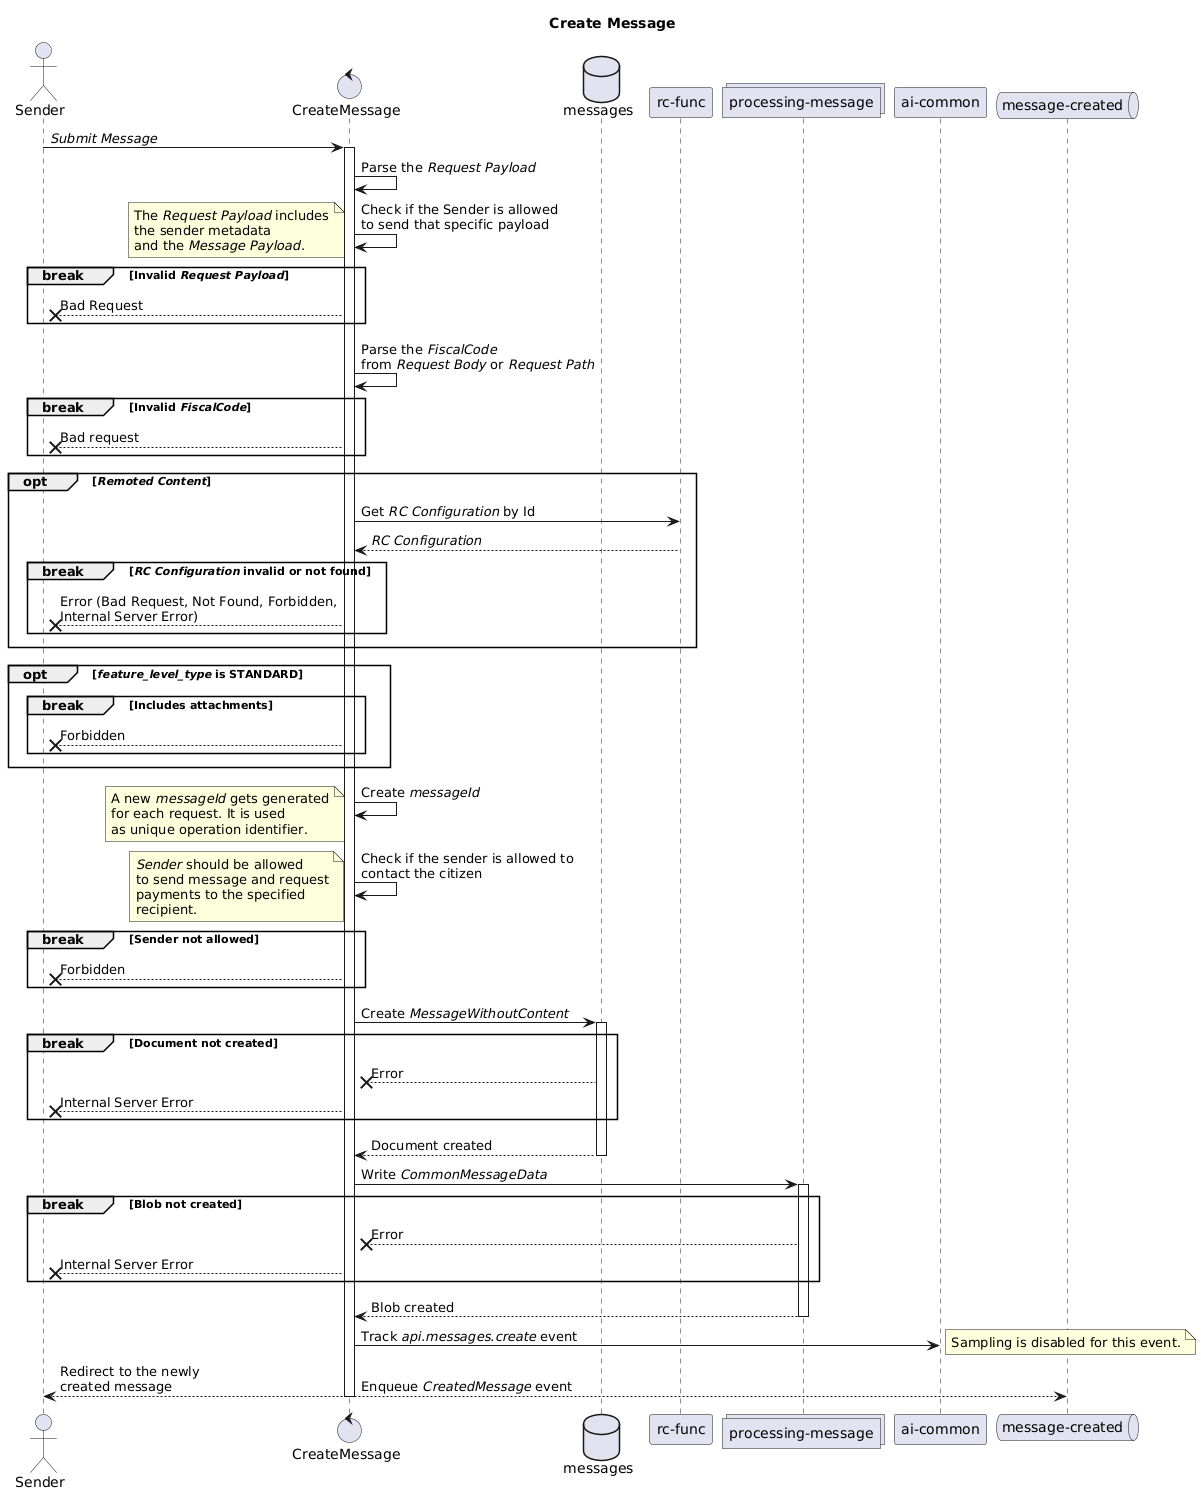 Create Message
Sender
CreateMessage
messages
rc-func
processing-message
ai-common
message-created
Submit Message
Parse the Request Payload
The Request Payload includes
the sender metadata
and the Message Payload.
Check if the Sender is allowed
to send that specific payload
break
[Invalid Request Payload]
Bad Request
Parse the FiscalCode
from Request Body or Request Path
break
[Invalid FiscalCode]
Bad request
opt
[Remoted Content]
Get RC Configuration by Id
RC Configuration
break
[RC Configuration invalid or not found]
Error (Bad Request, Not Found, Forbidden,
Internal Server Error)
opt
[feature_level_type is STANDARD]
break
[Includes attachments]
Forbidden
A new messageId gets generated
for each request. It is used
as unique operation identifier.
Create messageId
Sender should be allowed
to send message and request
payments to the specified
recipient.
Check if the sender is allowed to
contact the citizen
break
[Sender not allowed]
Forbidden
Create MessageWithoutContent
break
[Document not created]
Error
Internal Server Error
Document created
Write CommonMessageData
break
[Blob not created]
Error
Internal Server Error
Blob created
Track api.messages.create event
Sampling is disabled for this event.
Redirect to the newly
created message
Enqueue CreatedMessage event
Sender
CreateMessage
messages
rc-func
processing-message
ai-common
message-created